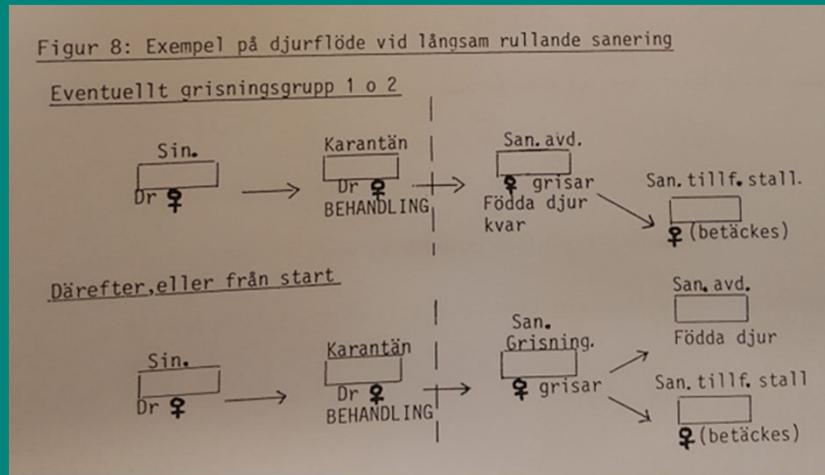 Figur 8: Exempel på djurflöde vid långsam rullande sanering
Eventuellt grisningsgrupp 1 o 2
Sin.
Dr ♀
Karantän
Dr ♀
BEHANDLING
San. avd.
♀ grisar
Födda djur
kvar
San. tillf. stall.
♀ (betäckes)
Därefter, eller från start
Sin.
Dr ♀
Karantän
Dr ♀
BEHANDLING
San.
Grisning.
♀ grisar
San. avd.
Födda djur
San. tillf. stall
♀ (betäckes)